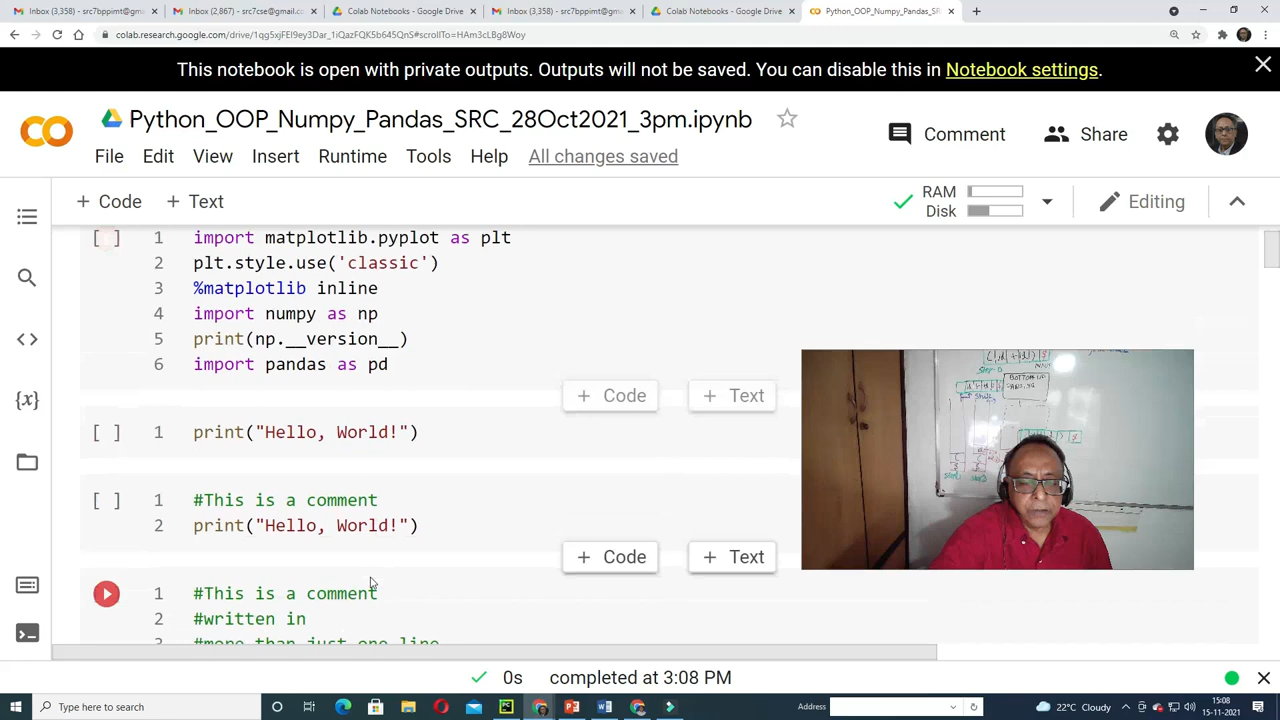 Inbox (3,358) - src7bppimt@gm
Inbox (2,867) - src7cse@gmail.co
Colab Notebooks - Google Drive
Inbox (3,358) - src7bppimt@gm
Colab Notebooks - Google Drive
Python_OOP_Numpy_Pandas_SR
colab.research.google.com/drive/1qg5xjFEI9ey3Dar_1iQazFQK5b645QnS#scrollTo=HAm3cLBg8Woy
This notebook is open with private outputs. Outputs will not be saved. You can disable this in Notebook settings.
Python_OOP_Numpy_Pandas_SRC_28Oct2021_3pm.ipynb
Comment
Share
File Edit View Insert Runtime Tools Help All changes saved
+ Code + Text
RAM
Disk
Editing
[ ] 1 import matplotlib.pyplot as plt
2 plt.style.use('classic')
3 %matplotlib inline
4 import numpy as np
5 print(np.__version__)
6 import pandas as pd
+ Code + Text
[ ] 1 print("Hello, World!")
[ ] 1 #This is a comment
2 print("Hello, World!")
+ Code + Text
1 #This is a comment
2 #written in
3 #more than just one line
0s completed at 3:08 PM
Type here to search
Address
22°C Cloudy
15:08
15-11-2021